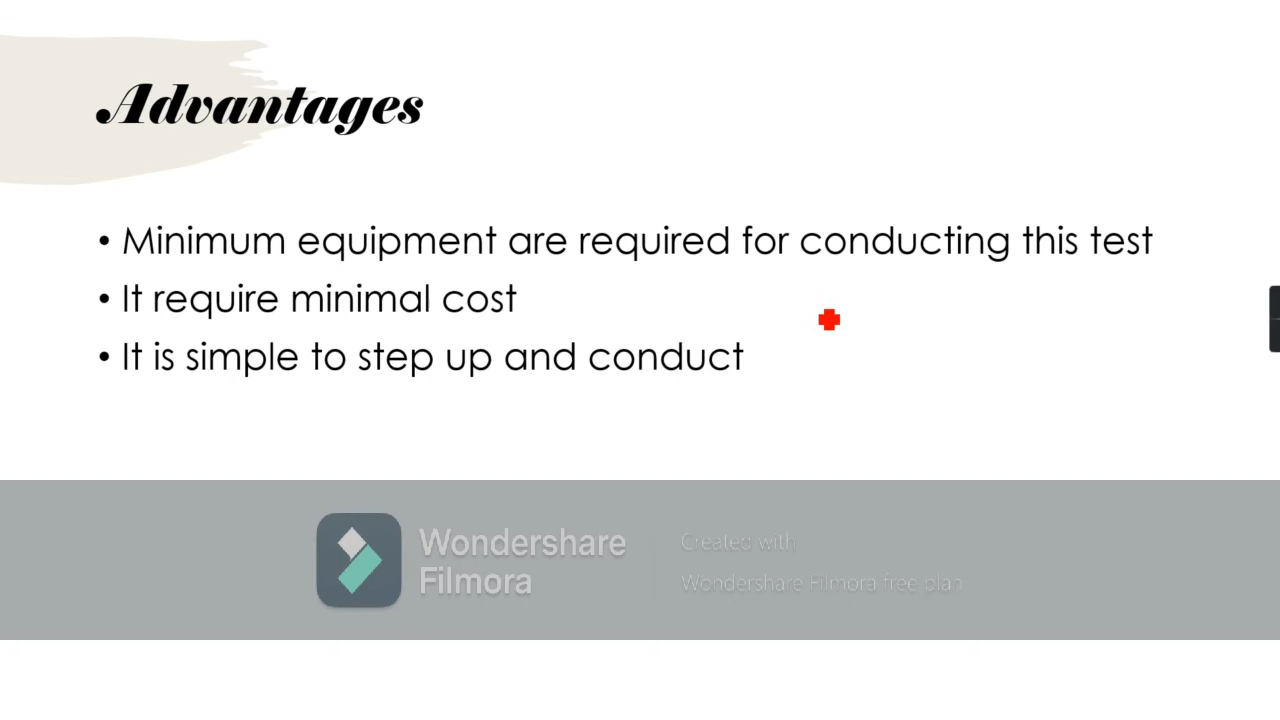 Advantages
• Minimum equipment are required for conducting this test
• It require minimal cost
• It is simple to step up and conduct
Wondershare
Filmora
Created with
Wondershare Filmora free plan